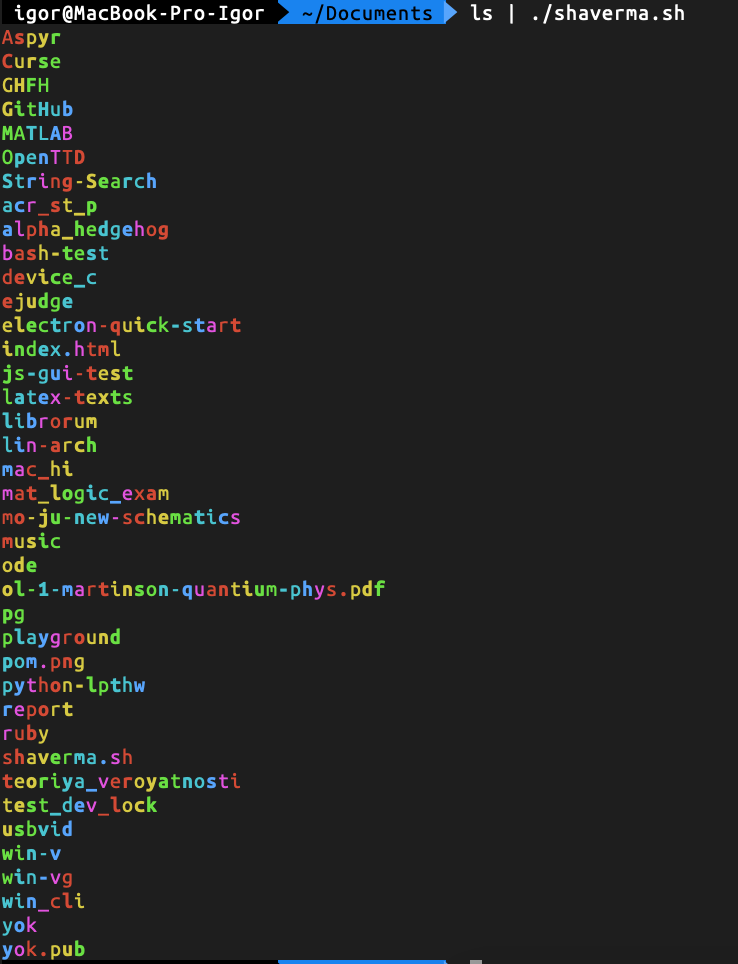 igor@MacBook-Pro-Igor ~/Documents ls | ./shaverma.sh
Aspyr
Curse
GHFH
GitHub
MATLAB
OpenTTD
String-Search
acr_st_p
alpha_hedgehog
bash-test
device_c
ejudge
electron-quick-start
index.html
js-gui-test
latex-texts
librorum
lin-arch
mac_hi
mat_logic_exam
mo-ju-new-schematics
music
ode
ol-1-martinson-quantium-phys.pdf
pg
playground
pom.png
python-lpthw
report
ruby
shaverma.sh
teoriya_veroyatnosti
test_dev_lock
usbvid
win-v
win-vg
win_cli
yok
yok.pub